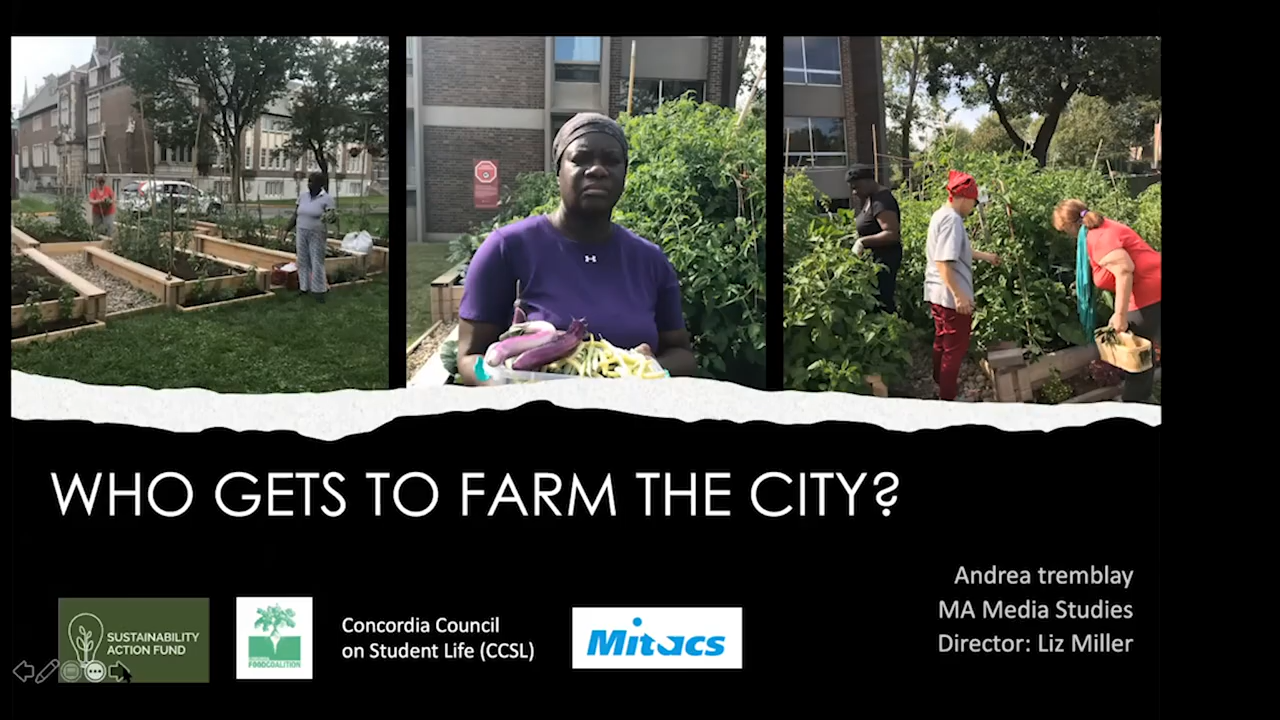 WHO GETS TO FARM THE CITY?
Andrea tremblay
MA Media Studies
Director: Liz Miller
SUSTAINABILITY
ACTION FUND
FOODCOALITION
Concordia Council
on Student Life (CCSL)
Mitacs